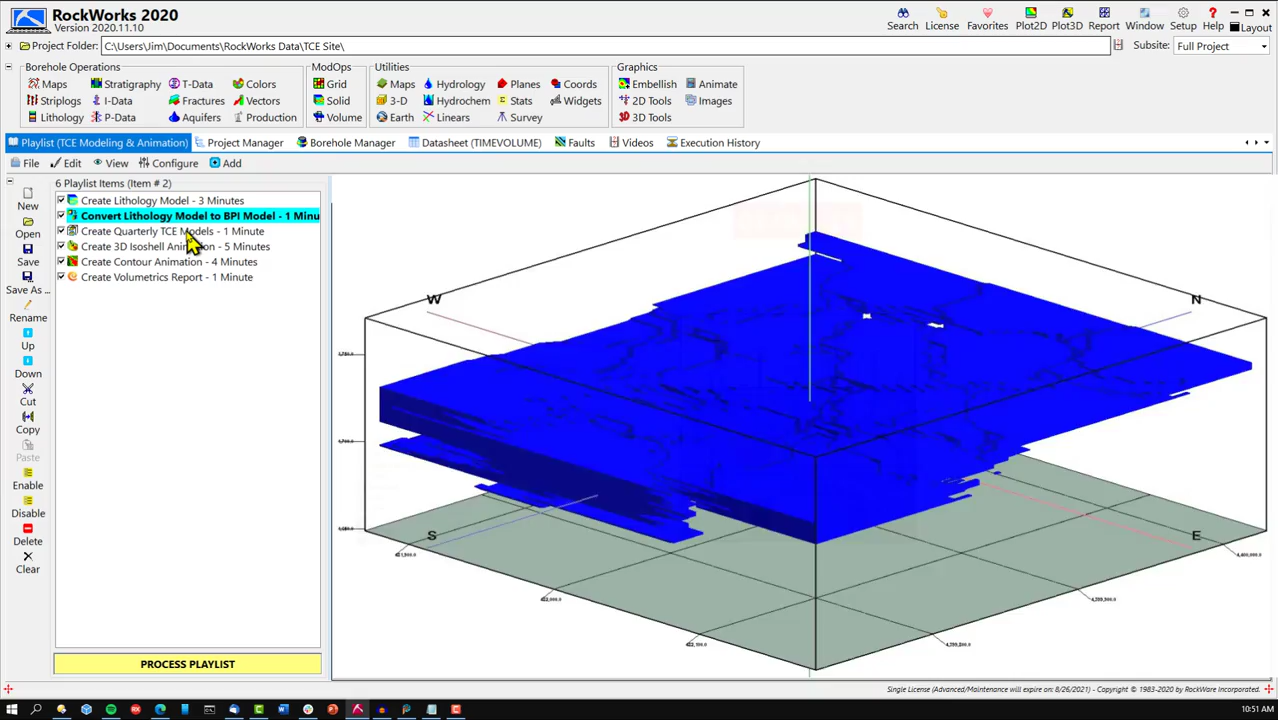 RockWorks 2020
Version 2020.11.10
Search License Favorites Plot2D Plot3D Report Window Setup Help Layout
Project Folder: C:\Users\Jim\Documents\RockWorks Data\TCE Site\
Subsite: Full Project
Borehole Operations ModOps Utilities Graphics
Maps Stratigraphy T-Data Colors Grid Maps Hydrology Planes Coords Embellish Animate
Striplogs I-Data Fractures Vectors Solid 3-D Hydrochem Stats Widgets 2D Tools Images
Lithology P-Data Aquifers Production Volume Earth Linears Survey 3D Tools
Playlist (TCE Modeling & Animation) Project Manager Borehole Manager Datasheet (TIMEVOLUME) Faults Videos Execution History
File Edit View Configure Add
6 Playlist Items (Item # 2)
Create Lithology Model - 3 Minutes
Convert Lithology Model to BPI Model - 1 Minu
Create Quarterly TCE Models - 1 Minute
Create 3D Isoshell Animation - 5 Minutes
Create Contour Animation - 4 Minutes
Create Volumetrics Report - 1 Minute
New
Open
Save
Save As ...
Rename
Up
Down
Cut
Copy
Paste
Enable
Disable
Delete
Clear
W
N
S
E
PROCESS PLAYLIST
Single License (Advanced/Maintenance will expire on: 8/26/2021) - Copyright © 1983-2020 by RockWare Incorporated.
10:51 AM